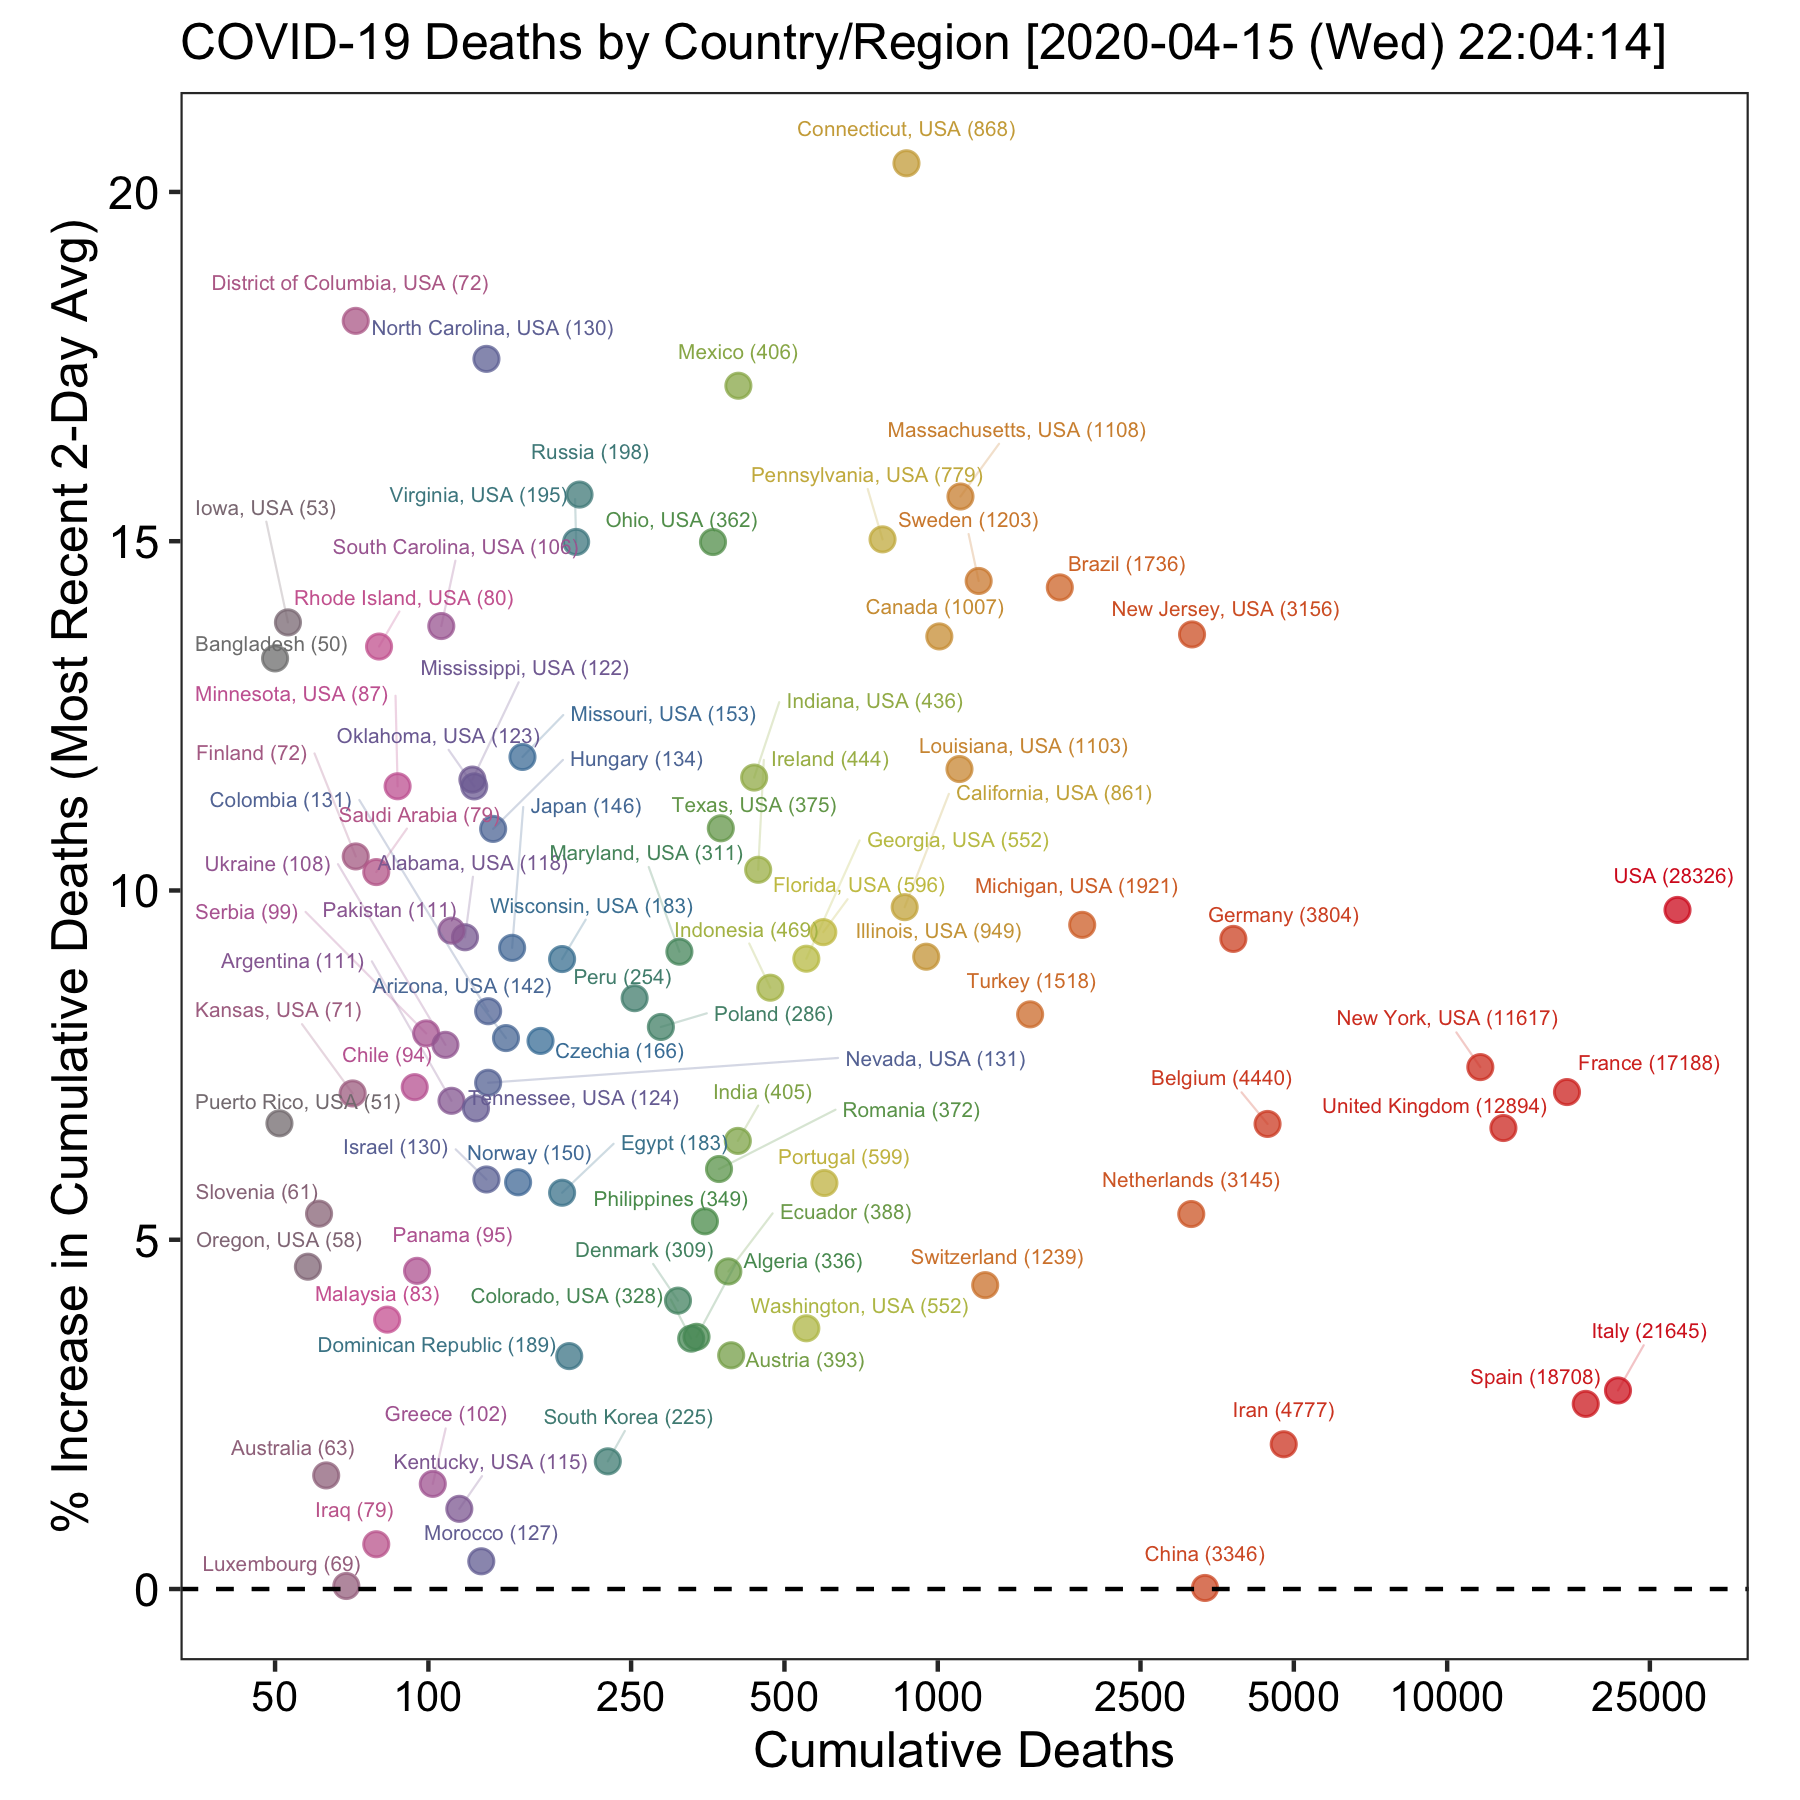 COVID-19 Deaths by Country/Region [2020-04-15 (Wed) 22:04:14]
% Increase in Cumulative Deaths (Most Recent 2-Day Avg)
20
15
10
5
0
Connecticut, USA (868)
District of Columbia, USA (72)
North Carolina, USA (130)
Mexico (406)
Massachusetts, USA (1108)
Russia (198)
Pennsylvania, USA (779)
Virginia, USA (195)
Iowa, USA (53)
Ohio, USA (362)
Sweden (1203)
South Carolina, USA (106)
Brazil (1736)
Rhode Island, USA (80)
Canada (1007)
New Jersey, USA (3156)
Bangladesh (50)
Mississippi, USA (122)
Minnesota, USA (87)
Indiana, USA (436)
Missouri, USA (153)
Oklahoma, USA (123)
Louisiana, USA (1103)
Finland (72)
Hungary (134)
Ireland (444)
California, USA (861)
Colombia (131)
Japan (146)
Texas, USA (375)
Saudi Arabia (79)
Georgia, USA (552)
Maryland, USA (311)
Ukraine (108)
Alabama, USA (118)
USA (28326)
Florida, USA (596)
Michigan, USA (1921)
Wisconsin, USA (183)
Serbia (99)
Pakistan (111)
Germany (3804)
Indonesia (469)
Illinois, USA (949)
Argentina (111)
Peru (254)
Turkey (1518)
Arizona, USA (142)
Kansas, USA (71)
Poland (286)
New York, USA (11617)
Chile (94)
Czechia (166)
Nevada, USA (131)
France (17188)
Belgium (4440)
India (405)
Puerto Rico, USA (51)
Tennessee, USA (124)
Romania (372)
United Kingdom (12894)
Israel (130)
Norway (150)
Egypt (183)
Portugal (599)
Netherlands (3145)
Slovenia (61)
Philippines (349)
Ecuador (388)
Oregon, USA (58)
Panama (95)
Denmark (309)
Algeria (336)
Switzerland (1239)
Malaysia (83)
Colorado, USA (328)
Washington, USA (552)
Dominican Republic (189)
Austria (393)
Italy (21645)
Spain (18708)
Greece (102)
South Korea (225)
Iran (4777)
Australia (63)
Kentucky, USA (115)
Iraq (79)
Morocco (127)
Luxembourg (69)
China (3346)
50 100 250 500 1000 2500 5000 10000 25000
Cumulative Deaths